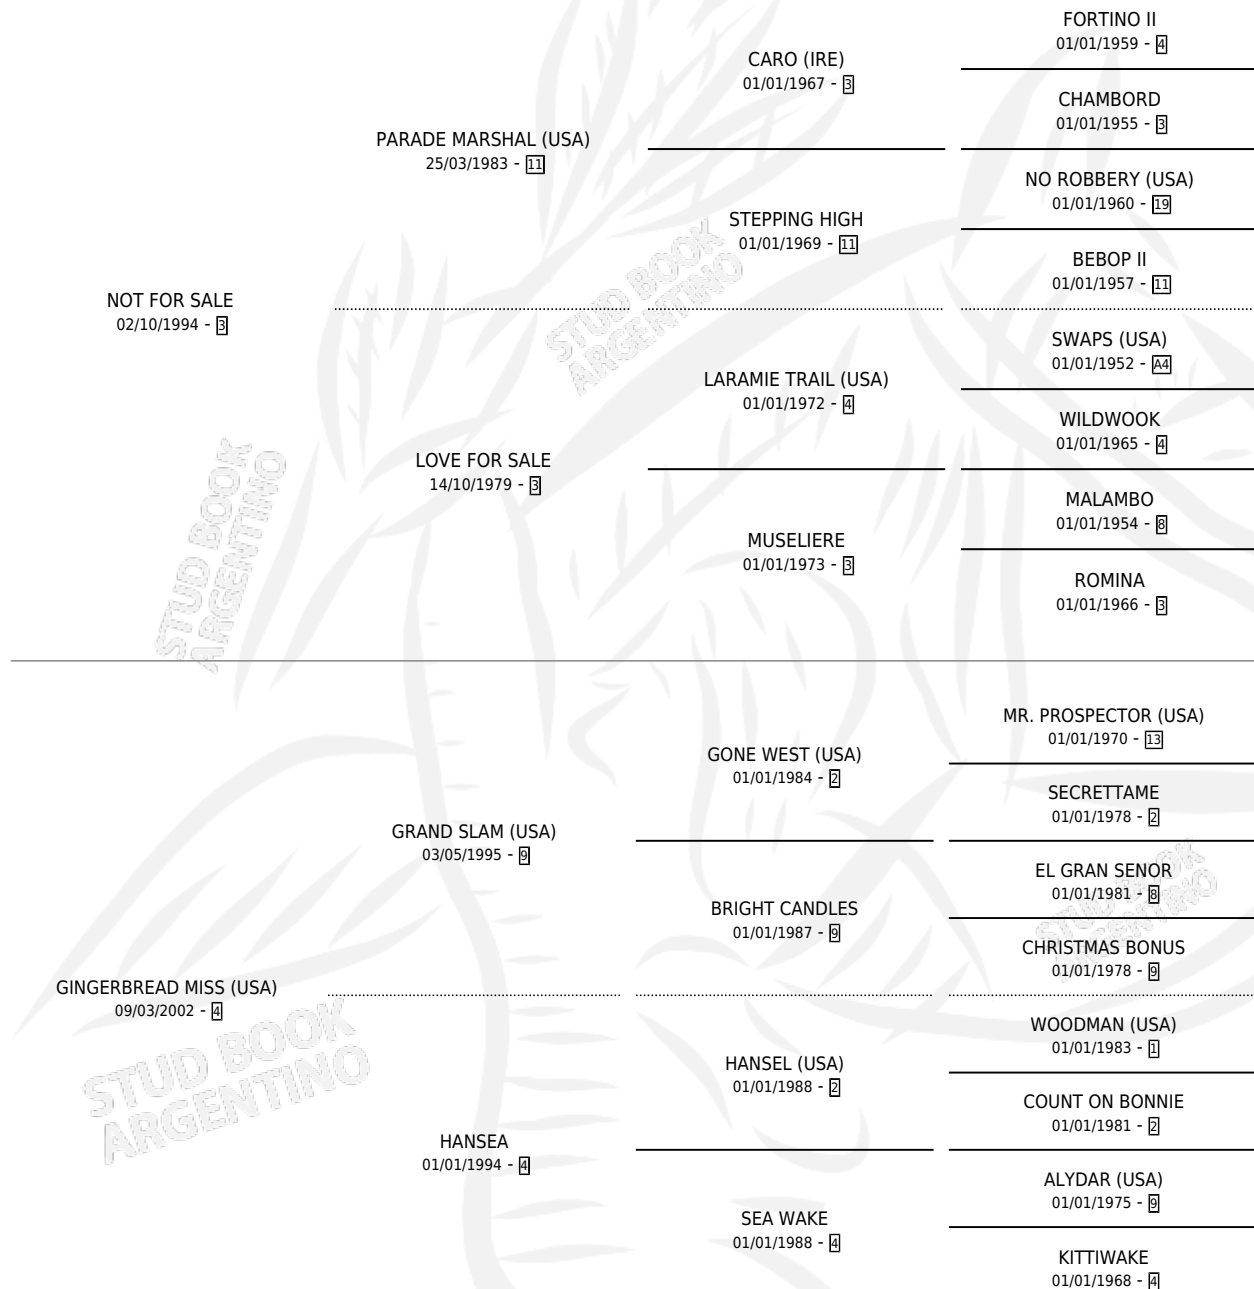 FORTINO II
01/01/1959 - 4
CARO (IRE)
01/01/1967 - 3
CHAMBORD
01/01/1955 - 3
PARADE MARSHAL (USA)
25/03/1983 - 11
NO ROBBERY (USA)
01/01/1960 - 19
STEPPING HIGH
01/01/1969 - 11
BEBOP II
01/01/1957 - 11
NOT FOR SALE
02/10/1994 - 3
SWAPS (USA)
01/01/1952 - A4
LARAMIE TRAIL (USA)
01/01/1972 - 4
WILDWOOK
01/01/1965 - 4
LOVE FOR SALE
14/10/1979 - 3
MALAMBO
01/01/1954 - 8
MUSELIERE
01/01/1973 - 3
ROMINA
01/01/1966 - 3
MR. PROSPECTOR (USA)
01/01/1970 - 13
GONE WEST (USA)
01/01/1984 - 2
SECRETTAME
01/01/1978 - 2
GRAND SLAM (USA)
03/05/1995 - 9
EL GRAN SENOR
01/01/1981 - 8
BRIGHT CANDLES
01/01/1987 - 9
CHRISTMAS BONUS
01/01/1978 - 9
GINGERBREAD MISS (USA)
09/03/2002 - 4
WOODMAN (USA)
01/01/1983 - 1
HANSEL (USA)
01/01/1988 - 2
COUNT ON BONNIE
01/01/1981 - 2
HANSEA
01/01/1994 - 4
ALYDAR (USA)
01/01/1975 - 9
SEA WAKE
01/01/1988 - 4
KITTIWAKE
01/01/1968 - 4
STUD BOOK
ARGENTINO
STUD BOOK
ARGENTINO
STUD BOOK
ARGENTINO
STUD BOOK
ARGENTINO